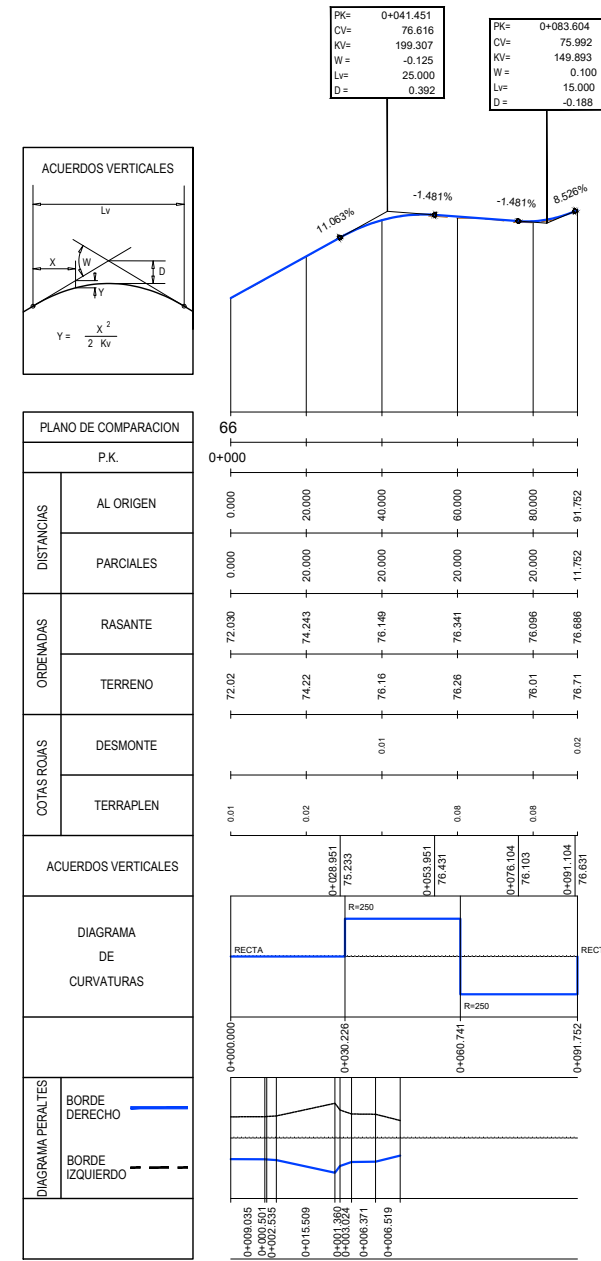 PK= 0+041.451
CV= 76.616
KV= 199.307
W = -0.125
Lv= 25.000
D = 0.392
PK= 0+083.604
CV= 75.992
KV= 149.893
W = 0.100
Lv= 15.000
D = -0.188
ACUERDOS VERTICALES
Lv
X
W
D
Y
Y = X 2
2 Kv
11.063%
-1.481%
-1.481%
8.526%
PLANO DE COMPARACION 66
P.K. 0+000
DISTANCIAS
AL ORIGEN 0.000 20.000 40.000 60.000 80.000 91.752
PARCIALES 0.000 20.000 20.000 20.000 20.000 11.752
ORDENADAS
RASANTE 72.030 74.243 76.149 76.341 76.096 76.686
TERRENO 72.02 74.22 76.16 76.26 76.01 76.71
COTAS ROJAS
DESMONTE 0.01 0.02
TERRAPLEN 0.01 0.02 0.08 0.08
ACUERDOS VERTICALES
0+028.951 75.233
0+053.951 76.431
0+076.104 76.103
0+091.104 76.631
DIAGRAMA
DE
CURVATURAS
RECTA
R=250
R=250
RECT
0+000.000 0+030.226 0+060.741 0+091.752
DIAGRAMA PERALTES
BORDE
DERECHO
BORDE
IZQUIERDO
0+009.035 0+000.501 0+002.535 0+015.509 0+001.360 0+003.024 0+006.371 0+006.519